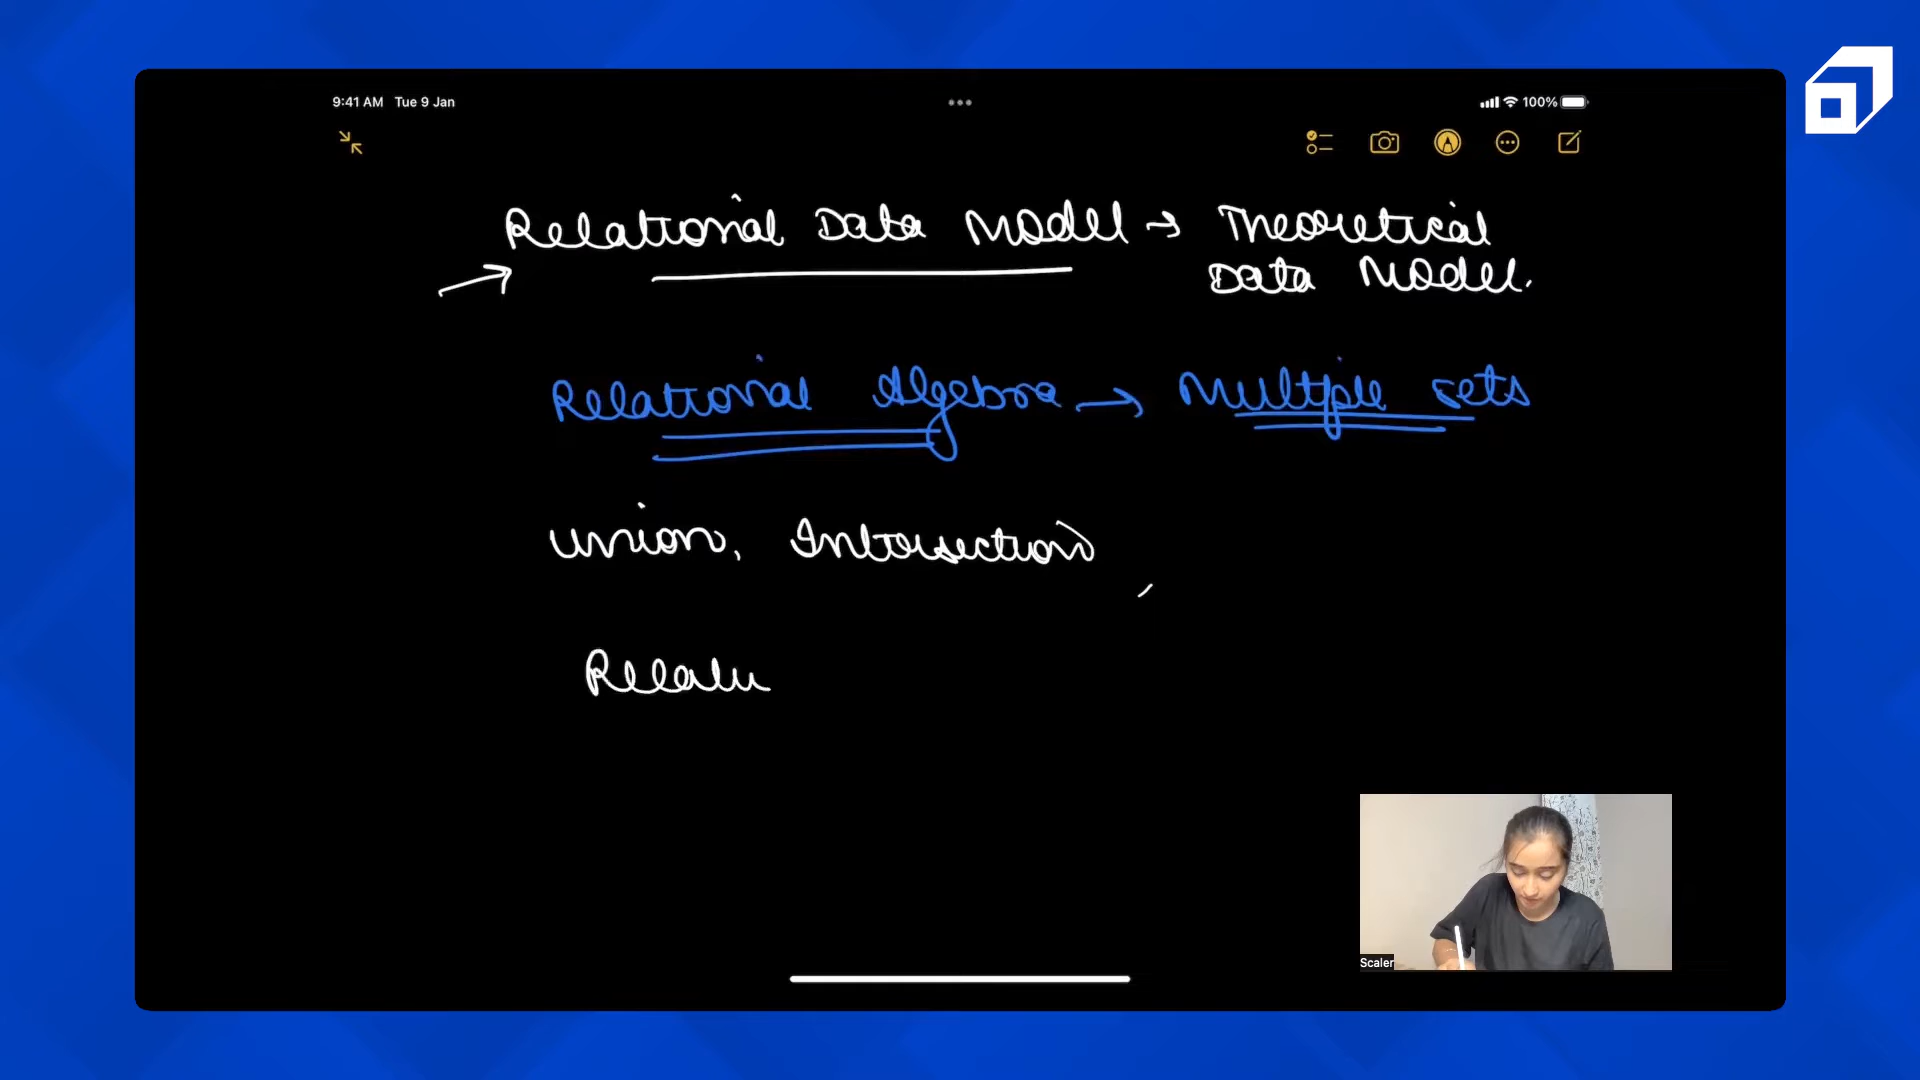 9:41 AM Tue 9 Jan
100%
Relational Data Model → Theoretical
Data Model.
Relational Algebra → Multiple sets
union, Intersection,
Scaler